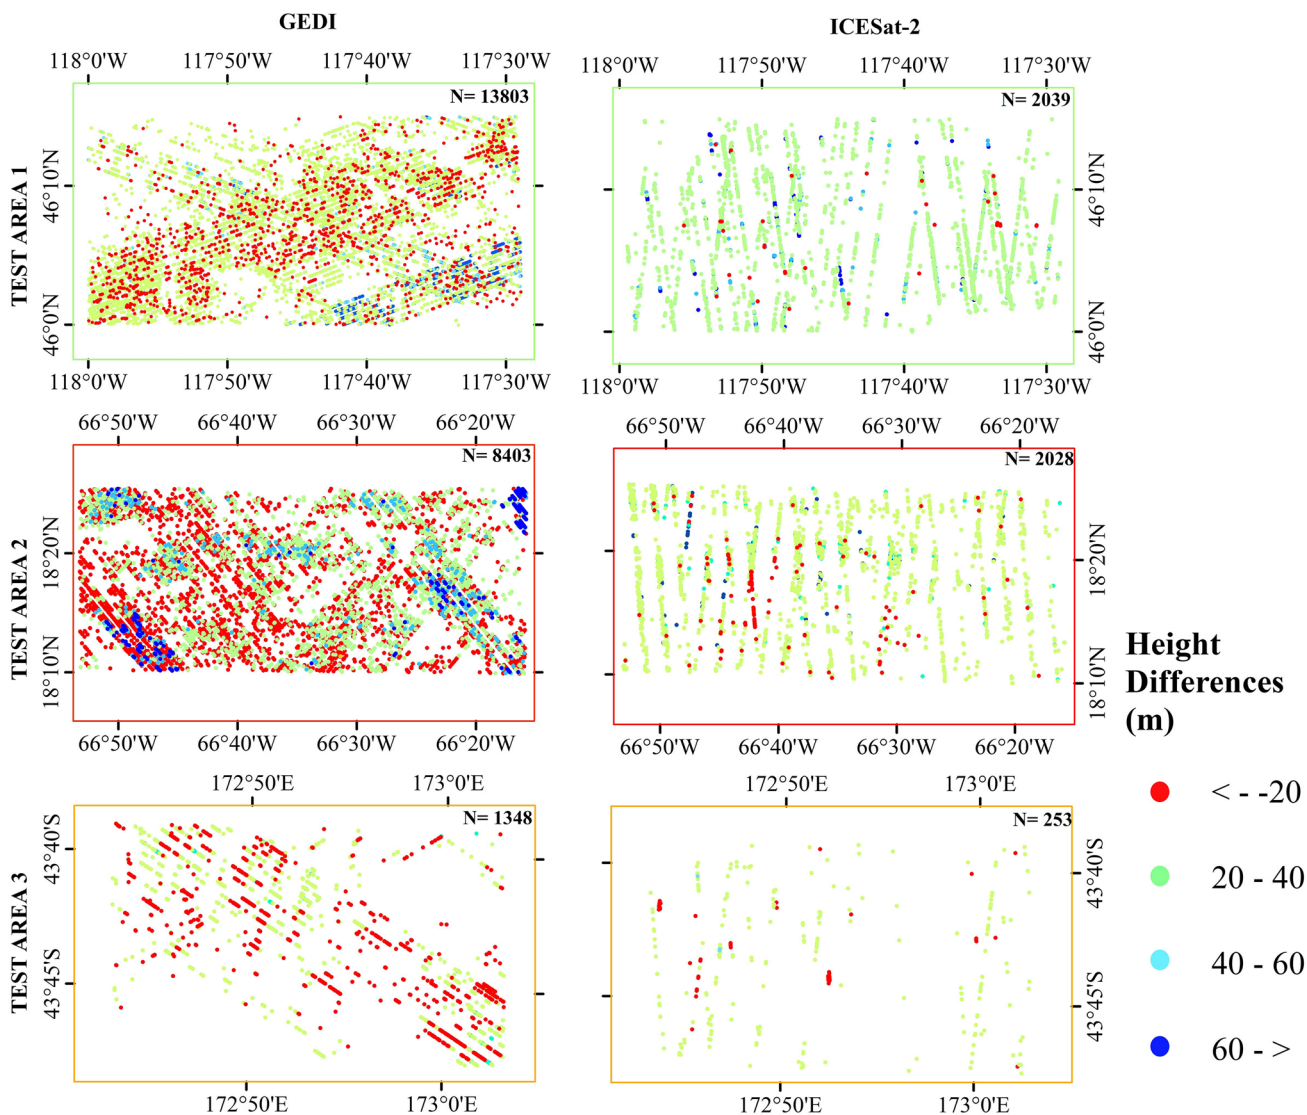 GEDI
ICESat-2
118°0'W 117°50'W 117°40'W 117°30'W
118°0'W 117°50'W 117°40'W 117°30'W
N= 13803
N= 2039
TEST AREA 1
46°10'N
46°0'N
46°10'N
46°0'N
118°0'W 117°50'W 117°40'W 117°30'W
118°0'W 117°50'W 117°40'W 117°30'W
66°50'W 66°40'W 66°30'W 66°20'W
66°50'W 66°40'W 66°30'W 66°20'W
N= 8403
N= 2028
TEST AREA 2
18°20'N
18°10'N
18°20'N
18°10'N
66°50'W 66°40'W 66°30'W 66°20'W
66°50'W 66°40'W 66°30'W 66°20'W
172°50'E 173°0'E
172°50'E 173°0'E
N= 1348
N= 253
TEST AREA 3
43°40'S
43°45'S
43°40'S
43°45'S
172°50'E 173°0'E
172°50'E 173°0'E
Height
Differences
(m)
< - -20
20 - 40
40 - 60
60 - >